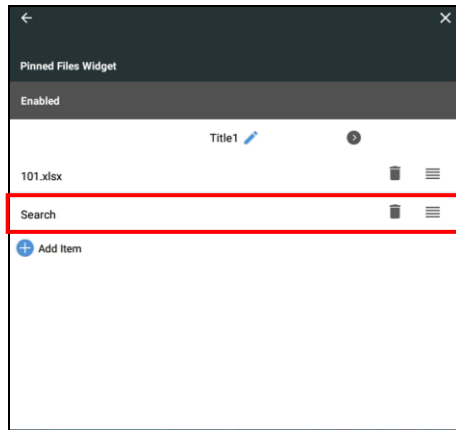 Pinned Files Widget
Enabled
Title1
101.xlsx
Search
Add Item